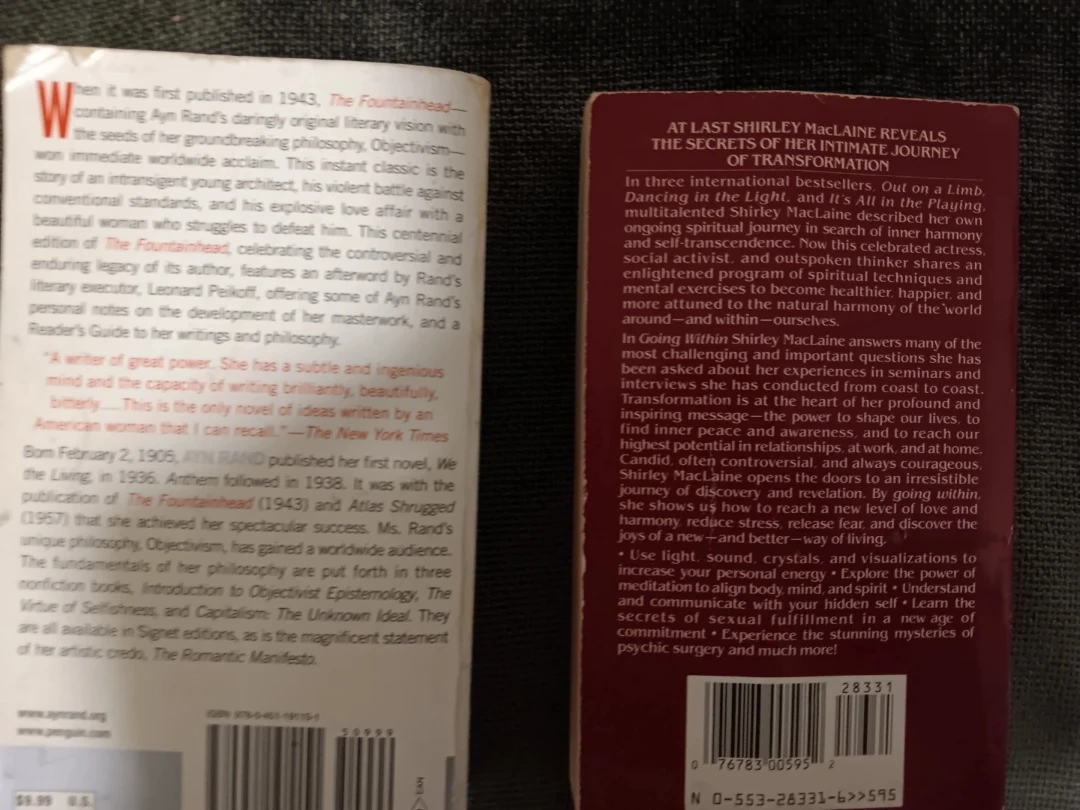 When it was first published in 1943, The Fountainhead—
containing Ayn Rand's daringly original literary vision with
the seeds of her groundbreaking philosophy, Objectivism—
won immediate worldwide acclaim. This instant classic is the
story of an intransigent young architect, his violent battle against
conventional standards, and his explosive love affair with a
beautiful woman who struggles to defeat him. This centennial
edition of The Fountainhead, celebrating the controversial and
enduring legacy of its author, features an afterword by Rand's
literary executor, Leonard Peikoff, offering some of Ayn Rand's
personal notes on the development of her masterwork, and a
Reader's Guide to her writings and philosophy.
"A writer of great power. She has a subtle and ingenious
mind and the capacity of writing brilliantly, beautifully,
bitterly....This is the only novel of ideas written by an
American woman that I can recall."—The New York Times
Born February 2, 1905, AYN RAND published her first novel, We
the Living, in 1936. Anthem followed in 1938. It was with the
publication of The Fountainhead (1943) and Atlas Shrugged
(1957) that she achieved her spectacular success. Ms. Rand's
unique philosophy, Objectivism, has gained a worldwide audience.
The fundamentals of her philosophy are put forth in three
nonfiction books, Introduction to Objectivist Epistemology, The
Virtue of Selfishness, and Capitalism: The Unknown Ideal. They
are all available in Signet editions, as is the magnificent statement
of her artistic credo, The Romantic Manifesto.
www.aynrand.org
www.penguin.com
ISBN 978-0-451-19115-1
50999
$9.99 U.S.
AT LAST SHIRLEY MacLAINE REVEALS
THE SECRETS OF HER INTIMATE JOURNEY
OF TRANSFORMATION
In three international bestsellers, Out on a Limb,
Dancing in the Light, and It's All in the Playing,
multitalented Shirley MacLaine described her own
ongoing spiritual journey in search of inner harmony
and self-transcendence. Now this celebrated actress,
social activist, and outspoken thinker shares an
enlightened program of spiritual techniques and
mental exercises to become healthier, happier, and
more attuned to the natural harmony of the world
around—and within—ourselves.
In Going Within Shirley MacLaine answers many of the
most challenging and important questions she has
been asked about her experiences in seminars and
interviews she has conducted from coast to coast.
Transformation is at the heart of her profound and
inspiring message—the power to shape our lives, to
find inner peace and awareness, and to reach our
highest potential in relationships, at work, and at home.
Candid, often controversial, and always courageous,
Shirley MacLaine opens the doors to an irresistible
journey of discovery and revelation. By going within,
she shows us how to reach a new level of love and
harmony, reduce stress, release fear, and discover the
joys of a new—and better—way of living.
• Use light, sound, crystals, and visualizations to
increase your personal energy • Explore the power of
meditation to align body, mind, and spirit • Understand
and communicate with your hidden self • Learn the
secrets of sexual fulfillment in a new age of
commitment • Experience the stunning mysteries of
psychic surgery and much more!
28331
0 76783 00595 2
N 0-553-28331-6>>595